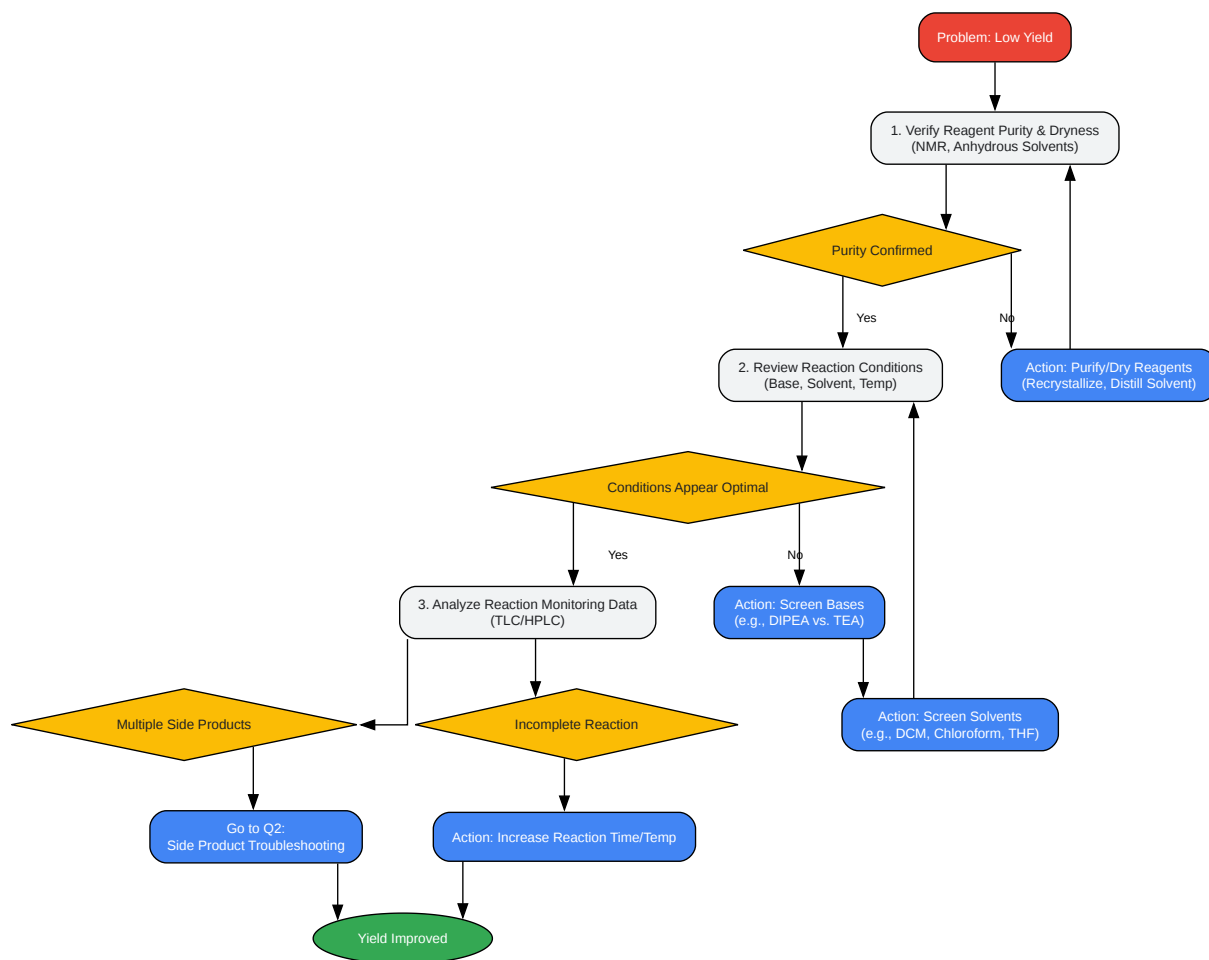 Problem: Low Yield
1. Verify Reagent Purity & Dryness
(NMR, Anhydrous Solvents)
Purity Confirmed
Yes
No
2. Review Reaction Conditions
(Base, Solvent, Temp)
Action: Purify/Dry Reagents
(Recrystallize, Distill Solvent)
Conditions Appear Optimal
Yes
No
3. Analyze Reaction Monitoring Data
(TLC/HPLC)
Action: Screen Bases
(e.g., DIPEA vs. TEA)
Multiple Side Products
Incomplete Reaction
Action: Screen Solvents
(e.g., DCM, Chloroform, THF)
Go to Q2:
Side Product Troubleshooting
Action: Increase Reaction Time/Temp
Yield Improved